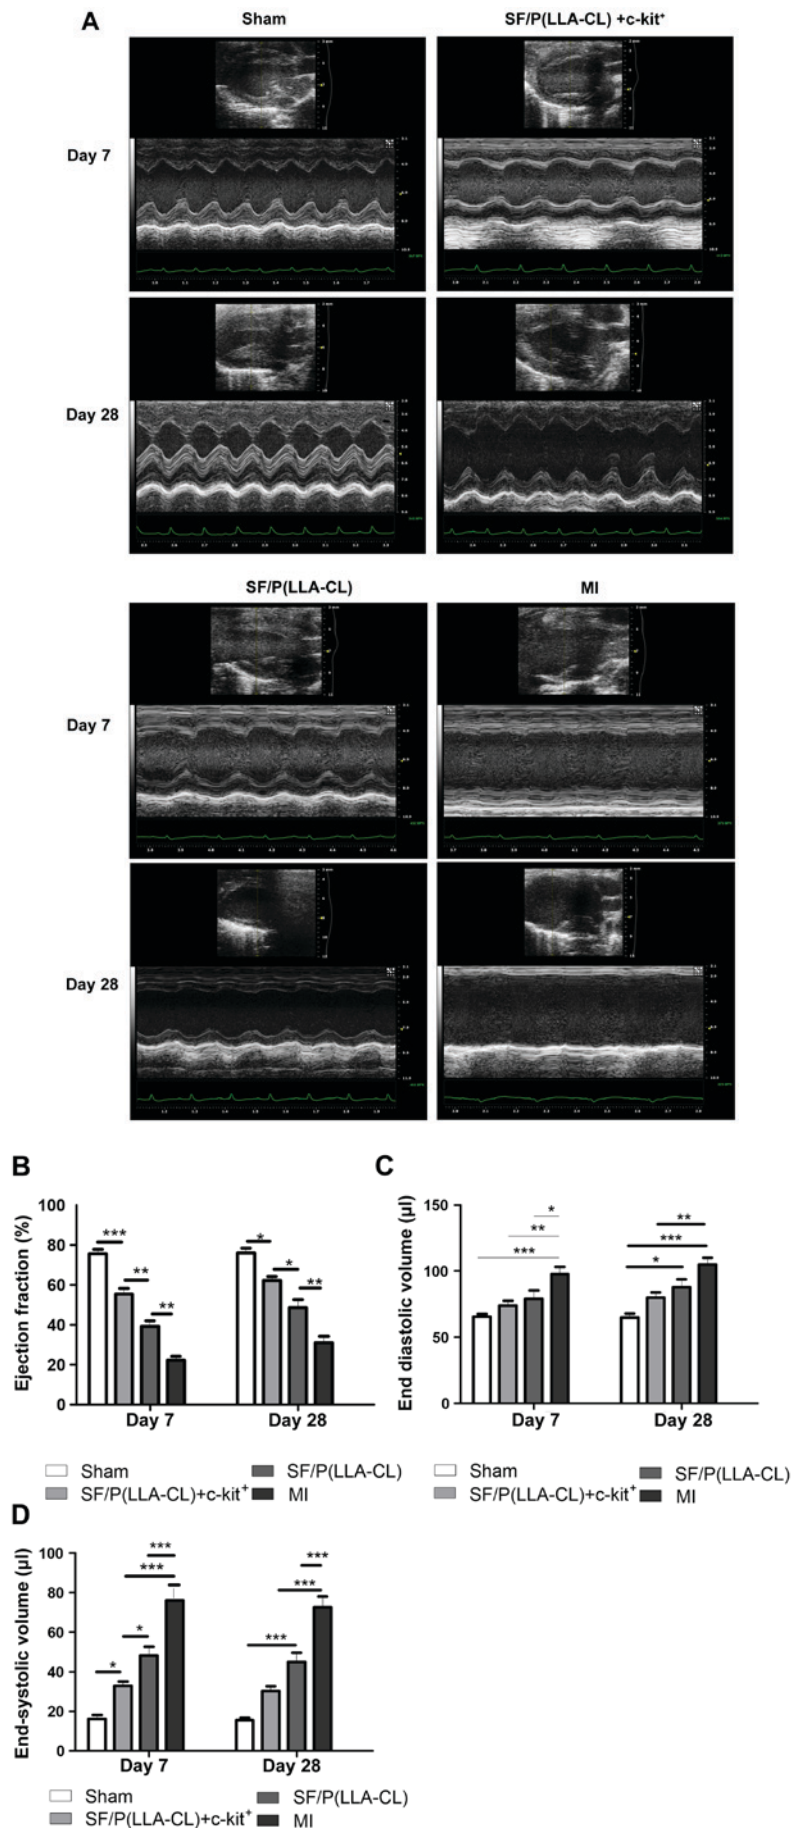 A
Sham
SF/P(LLA-CL) +c-kit⁺
Day 7
Day 28
SF/P(LLA-CL)
MI
Day 7
Day 28
B
Ejection fraction (%)
100
80
60
40
20
0
***
**
**
*
*
**
Day 7
Day 28
Sham
SF/P(LLA-CL)+c-kit⁺
SF/P(LLA-CL)
MI
C
End diastolic volume (µl)
150
100
50
0
*
**
***
**
***
*
Day 7
Day 28
Sham
SF/P(LLA-CL)+c-kit⁺
SF/P(LLA-CL)
MI
D
End-systolic volume (µl)
100
80
60
40
20
0
***
***
*
*
***
***
***
Day 7
Day 28
Sham
SF/P(LLA-CL)+c-kit⁺
SF/P(LLA-CL)
MI